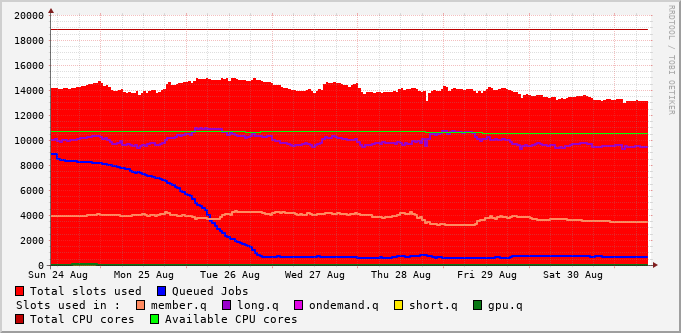 20000
18000
16000
14000
12000
10000
8000
6000
4000
2000
0
Sun 24 Aug Mon 25 Aug Tue 26 Aug Wed 27 Aug Thu 28 Aug Fri 29 Aug Sat 30 Aug
Total slots used Queued Jobs
Slots used in : member.q long.q ondemand.q short.q gpu.q
Total CPU cores Available CPU cores
RRDTOOL / TOBI OETIKER